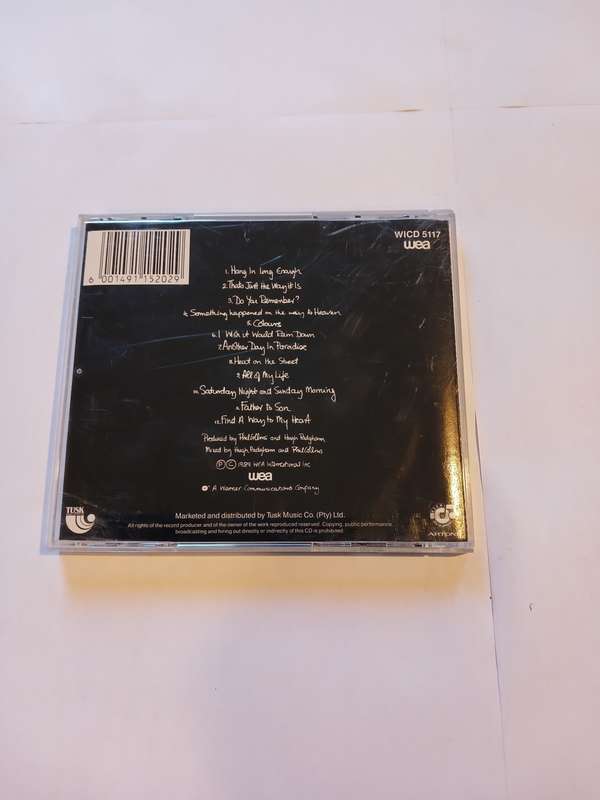 WICD 5117
wea
6 001491 152029
1. Hang In Long Enough
2. That's Just the Way It Is
3. Do You Remember?
4. Something happened on the way to Heaven
5. Colours
6. I Wish it Would Rain Down
7. Another Day In Paradise
8. Heat on the Street
9. All of My Life
10. Saturday Night and Sunday Morning
11. Father to Son
12. Find A Way to My Heart
Produced by Phil Collins and Hugh Padgham
Mixed by Hugh Padgham and Phil Collins
Ⓟ Ⓒ 1989 WEA International Inc
wea
A Warner Communications Company
TUSK
Marketed and distributed by Tusk Music Co. (Pty) Ltd.
All rights of the record producer and of the owner of the work reproduced reserved. Copying, public performance,
broadcasting and hiring out directly or indirectly of this CD is prohibited.